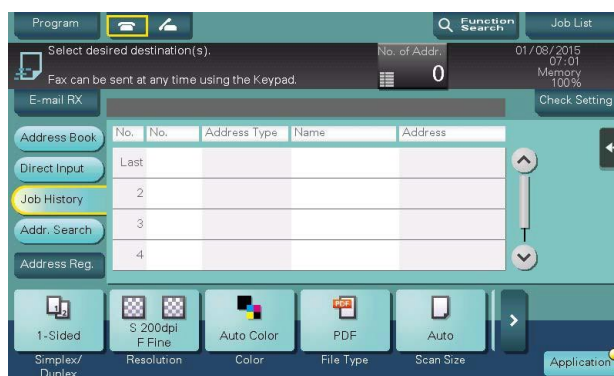 Program
Function
Search
Job List
Select desired destination(s).
No. of Addr.
01/08/2015
07:01
Fax can be sent at any time using the Keypad.
0
Memory
100%
E-mail RX
Check Setting
Address Book
No. No. Address Type Name Address
Direct Input
Last
Job History
2
Addr. Search
3
Address Reg.
4
1-Sided
S 200dpi
F Fine
Auto Color
PDF
PDF
Auto
Simplex/
Duplex
Resolution
Color
File Type
Scan Size
Application